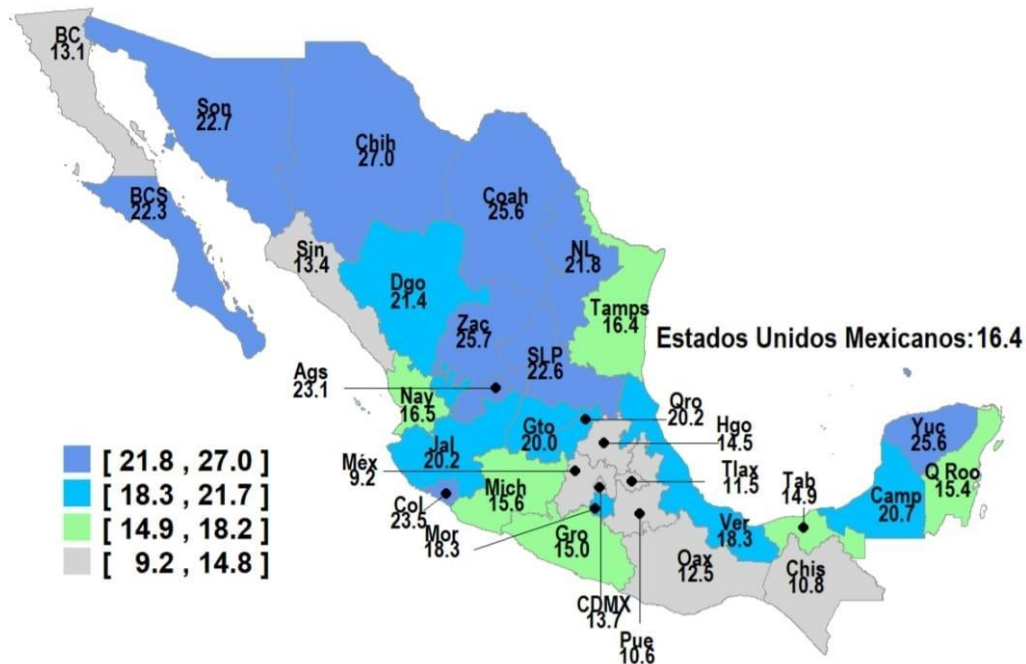 BC
13.1
Son
22.7
Chih
27.0
BCS
22.3
Coah
25.6
Sin
13.4
NL
21.8
Dgo
21.4
Tamps
16.4
Zac
25.7
Estados Unidos Mexicanos:16.4
SLP
22.6
Ags
23.1
Nay
16.5
Qro
20.2
Hgo
14.5
Yuc
25.6
Gto
20.0
Jal
20.2
[ 21.8 , 27.0 ]
[ 18.3 , 21.7 ]
[ 14.9 , 18.2 ]
[ 9.2 , 14.8 ]
Méx
9.2
Tlax
11.5
Tab
14.9
Q Roo
15.4
Mich
15.6
Camp
20.7
Col
23.5
Mor
18.3
Ver
18.3
Gro
15.0
Oax
12.5
Chis
10.8
CDMX
13.7
Pue
10.6